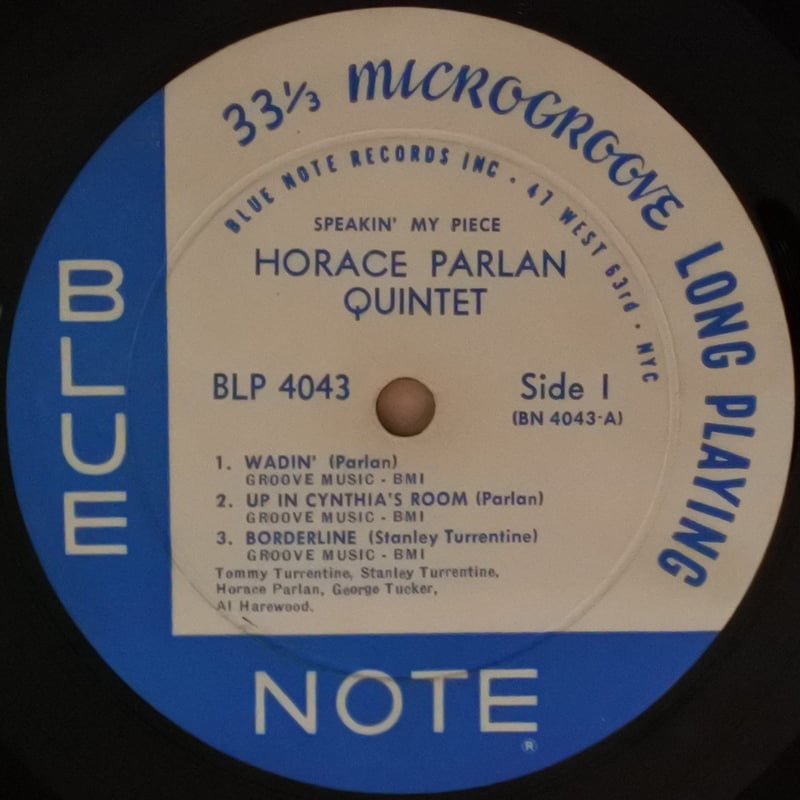 33⅓ MICROGROOVE LONG PLAYING
BLUE NOTE RECORDS INC • 47 WEST 63rd • NYC
SPEAKIN' MY PIECE
HORACE PARLAN
QUINTET
BLP 4043
Side 1
(BN 4043-A)
1. WADIN' (Parlan)
GROOVE MUSIC - BMI
2. UP IN CYNTHIA'S ROOM (Parlan)
GROOVE MUSIC - BMI
3. BORDERLINE (Stanley Turrentine)
GROOVE MUSIC - BMI
Tommy Turrentine, Stanley Turrentine,
Horace Parlan, George Tucker,
Al Harewood.
BLUE
NOTE
®